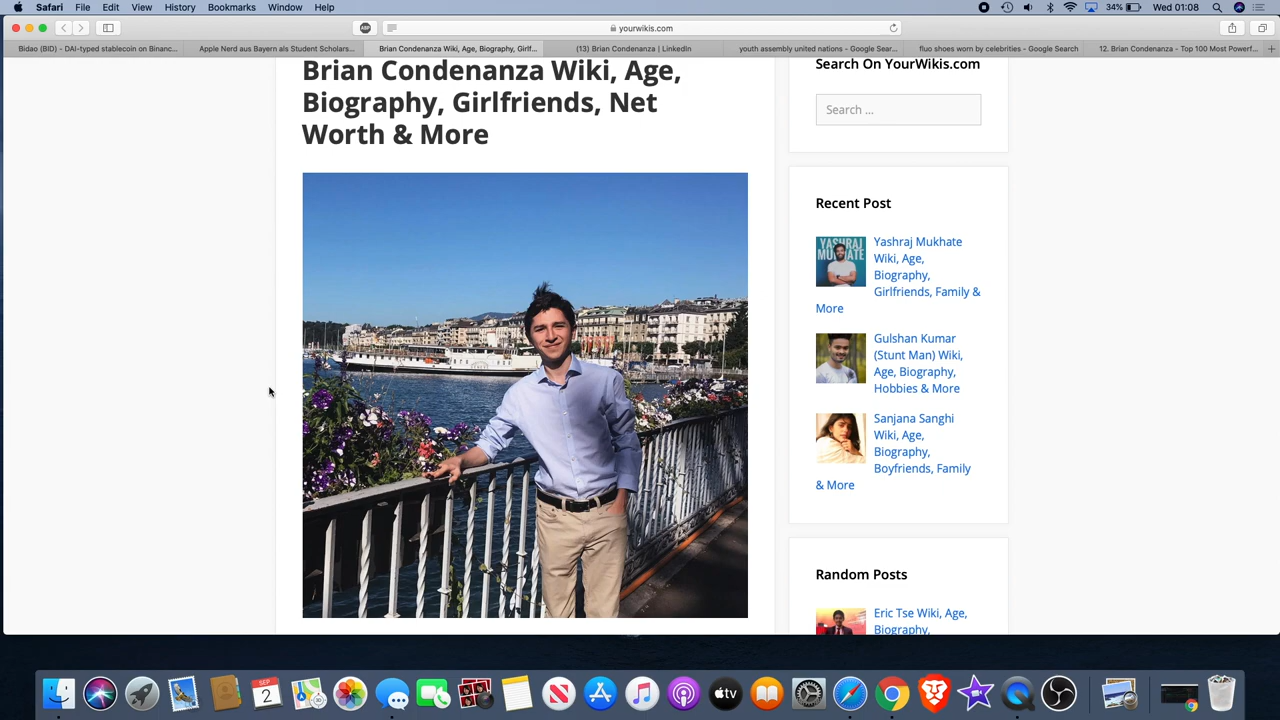 Safari File Edit View History Bookmarks Window Help 34% Wed 01:08
yourwikis.com
Bidao (BID) - DAI-typed stablecoin on Binanc... Apple Nerd aus Bayern als Student Scholars... Brian Condenanza Wiki, Age, Biography, Girlf... (13) Brian Condenanza | LinkedIn youth assembly united nations - Google Sear... fluo shoes worn by celebrities - Google Search 12. Brian Condenanza - Top 100 Most Powerf...
Brian Condenanza Wiki, Age,
Biography, Girlfriends, Net
Worth & More
Search On YourWikis.com
Search ...
Recent Post
YASHRAJ
MUKHATE
Yashraj Mukhate
Wiki, Age,
Biography,
Girlfriends, Family &
More
Gulshan Kumar
(Stunt Man) Wiki,
Age, Biography,
Hobbies & More
Sanjana Sanghi
Wiki, Age,
Biography,
Boyfriends, Family
& More
Random Posts
Eric Tse Wiki, Age,
Biography,
SEP
2
tv